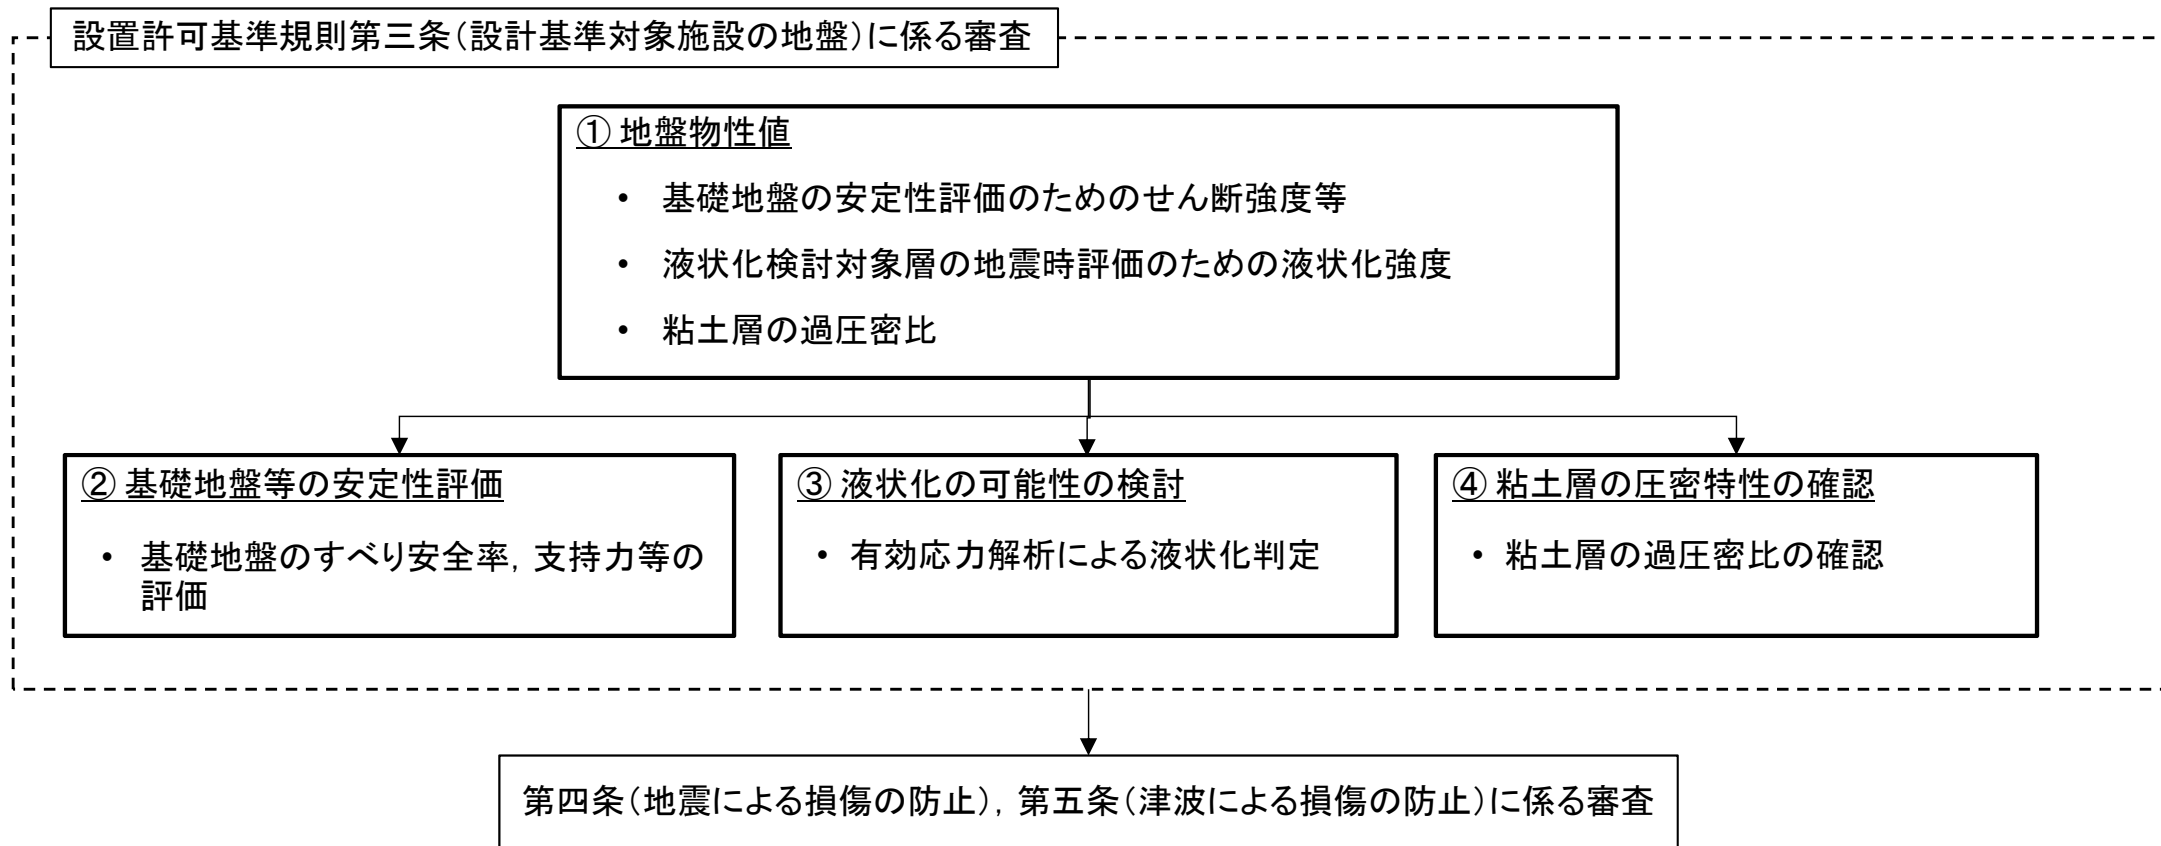 設置許可基準規則第三条(設計基準対象施設の地盤)に係る審査
① 地盤物性値
• 基礎地盤の安定性評価のためのせん断強度等
• 液状化検討対象層の地震時評価のための液状化強度
• 粘土層の過圧密比
② 基礎地盤等の安定性評価
• 基礎地盤のすべり安全率，支持力等の
評価
③ 液状化の可能性の検討
• 有効応力解析による液状化判定
④ 粘土層の圧密特性の確認
• 粘土層の過圧密比の確認
第四条(地震による損傷の防止)，第五条(津波による損傷の防止)に係る審査